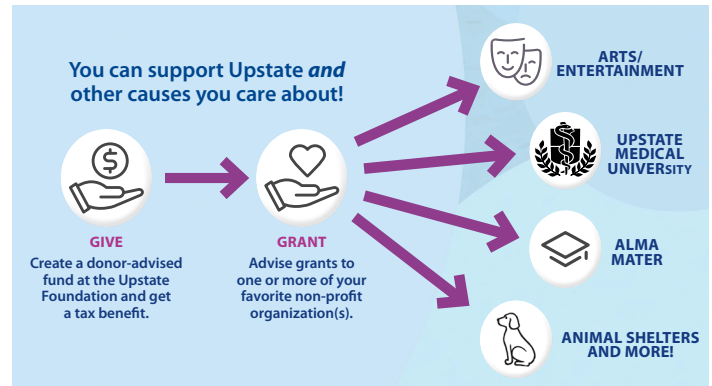 You can support Upstate and
other causes you care about!
$
GIVE
Create a donor-advised
fund at the Upstate
Foundation and get
a tax benefit.
GRANT
Advise grants to
one or more of your
favorite non-profit
organization(s).
ARTS/
ENTERTAINMENT
UPSTATE
MEDICAL
UNIVERSITY
ALMA
MATER
ANIMAL SHELTERS
AND MORE!